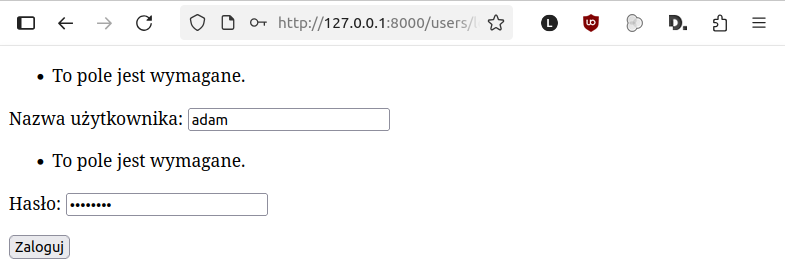 http://127.0.0.1:8000/users/l
L
D.
To pole jest wymagane.
Nazwa użytkownika: adam
To pole jest wymagane.
Hasło: ••••••••
Zaloguj